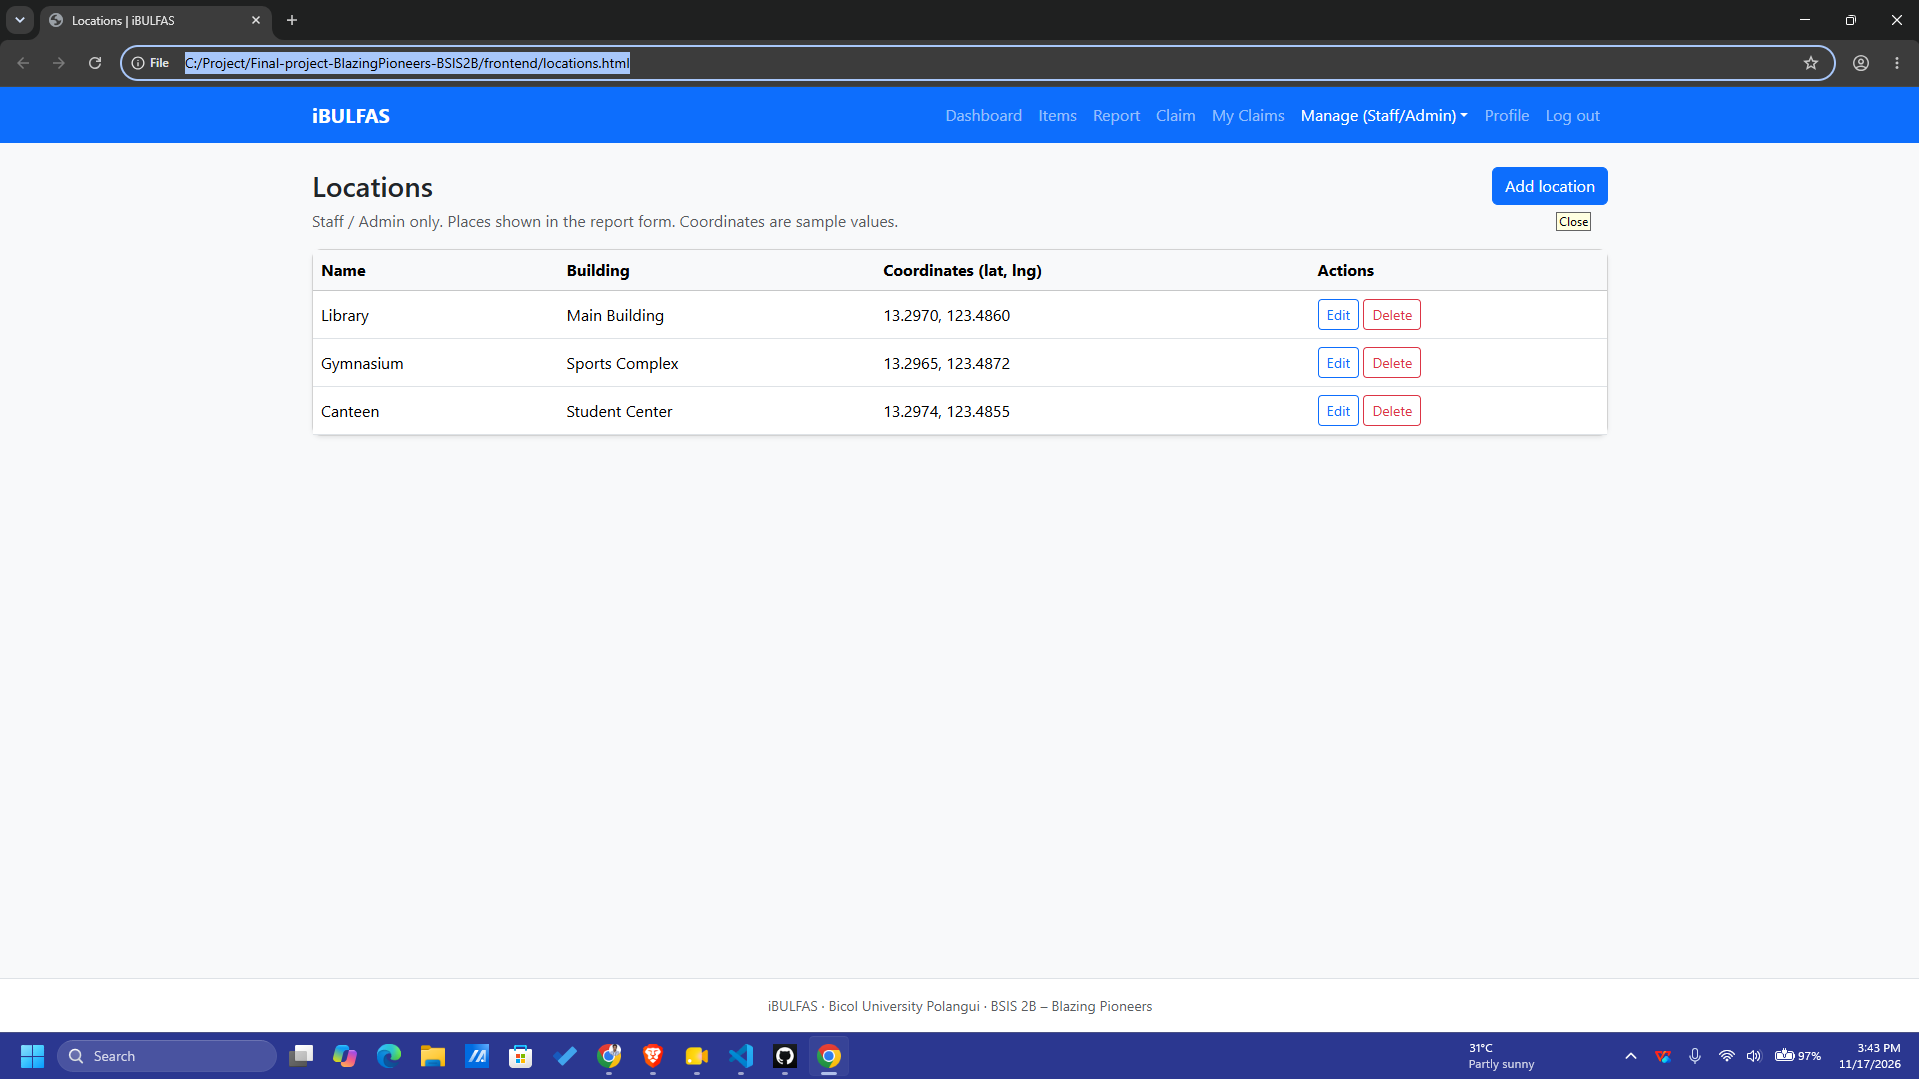 Locations | iBULFAS
File C:/Project/Final-project-BlazingPioneers-BSIS2B/frontend/locations.html
iBULFAS Dashboard Items Report Claim My Claims Manage (Staff/Admin) Profile Log out
Locations Add location
Staff / Admin only. Places shown in the report form. Coordinates are sample values.
Close
Name Building Coordinates (lat, lng) Actions
Library Main Building 13.2970, 123.4860 Edit Delete
Gymnasium Sports Complex 13.2965, 123.4872 Edit Delete
Canteen Student Center 13.2974, 123.4855 Edit Delete
iBULFAS · Bicol University Polangui · BSIS 2B – Blazing Pioneers
Search
31°C
Partly sunny
97%
3:43 PM
11/17/2026